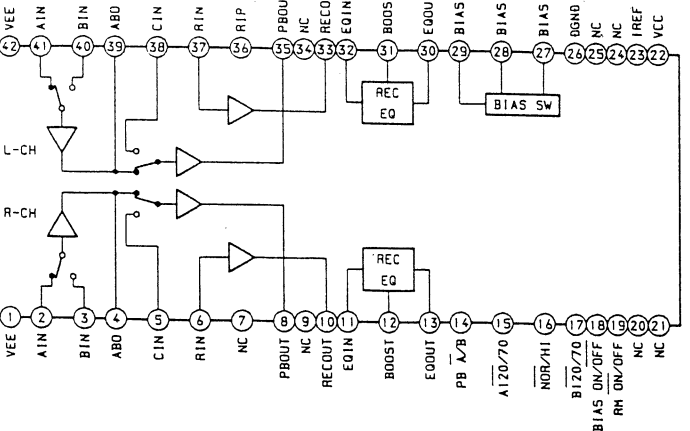 VEE AIN BIN ABO CIN RIN RIP PBOUT NC RECO EQIN BOOS EQOU BIAS BIAS BIAS DGND NC NC IREF VCC
42 41 40 39 38 37 36 35 34 33 32 31 30 29 28 27 26 25 24 23 22
REC
EQ
BIAS SW
L-CH
R-CH
REC
EQ
1 2 3 4 5 6 7 8 9 10 11 12 13 14 15 16 17 18 19 20 21
VEE AIN BIN ABO CIN RIN NC PBOUT NC RECOUT EQIN BOOST EQOUT PB A/B A120/70 NOR/HI B120/70 BIAS ON/OFF RM ON/OFF NC NC